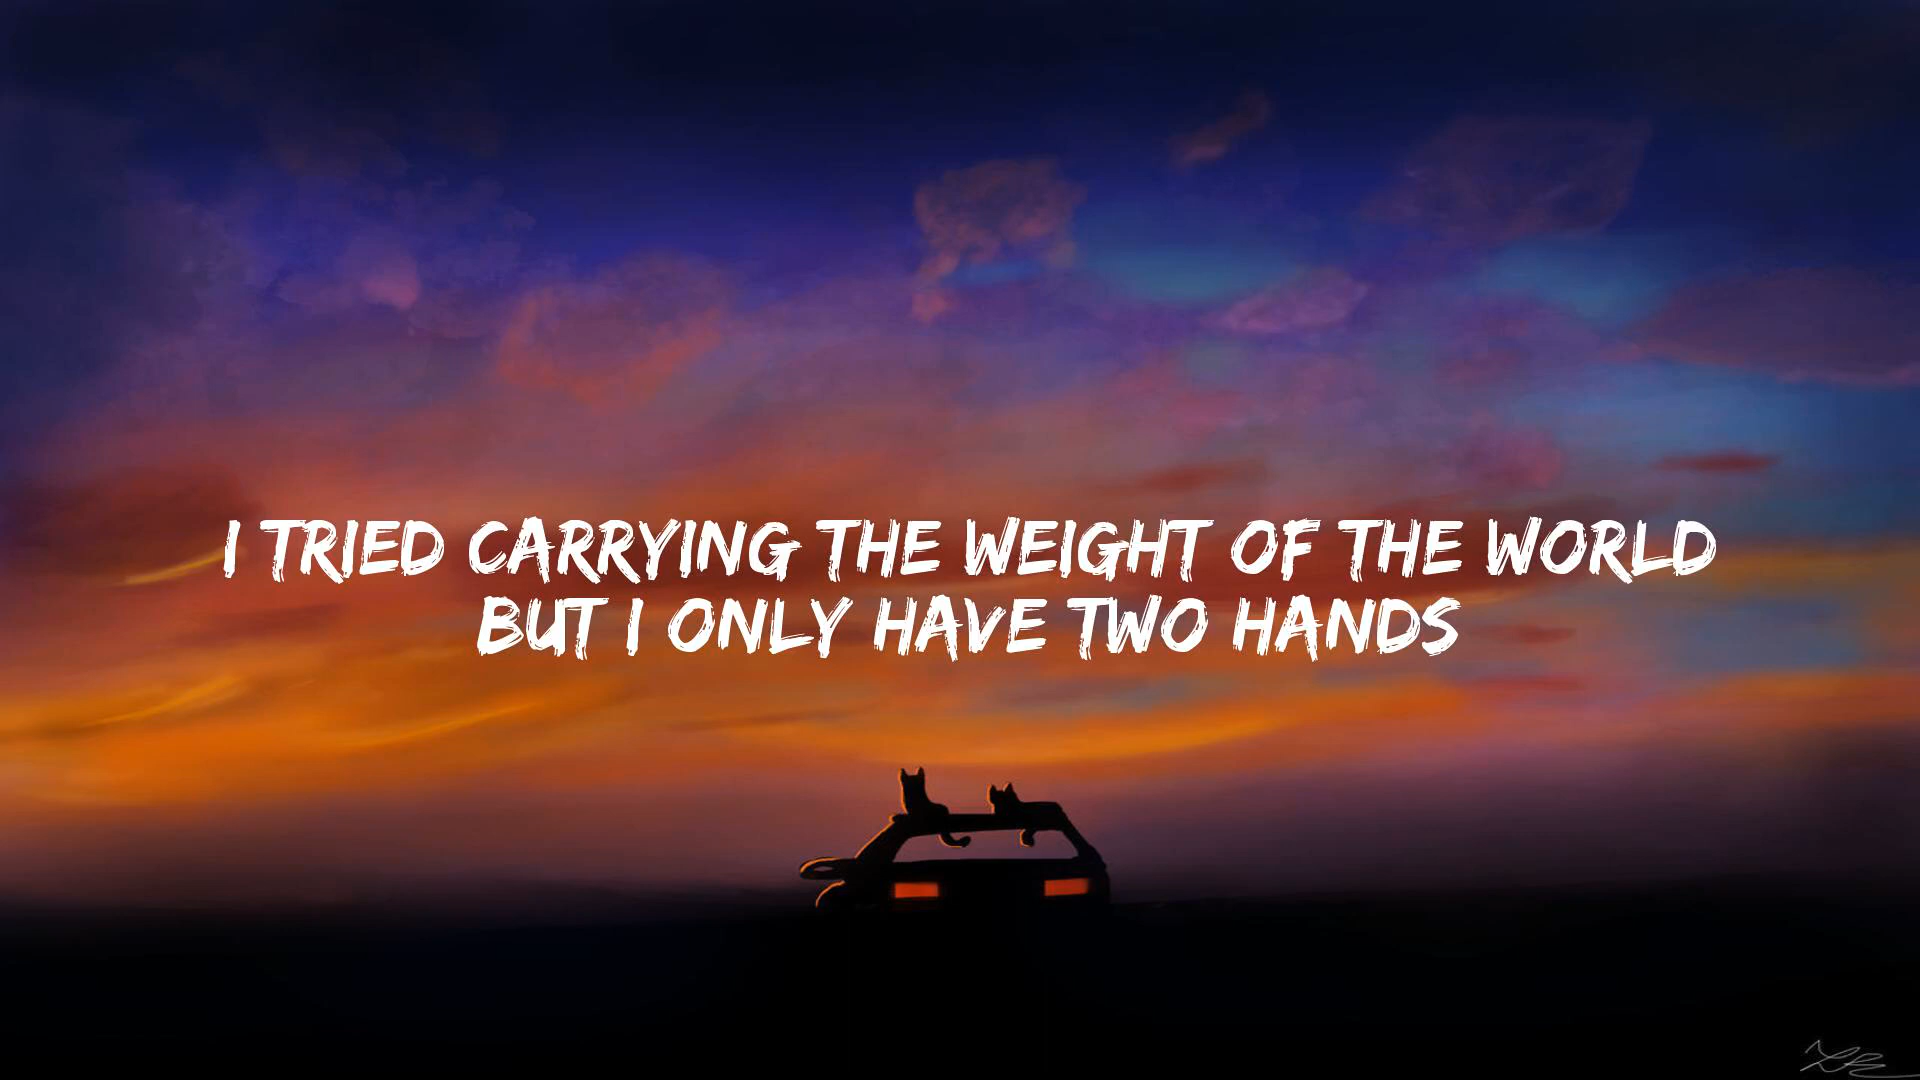 I TRIED CARRYING THE WEIGHT OF THE WORLD
BUT I ONLY HAVE TWO HANDS